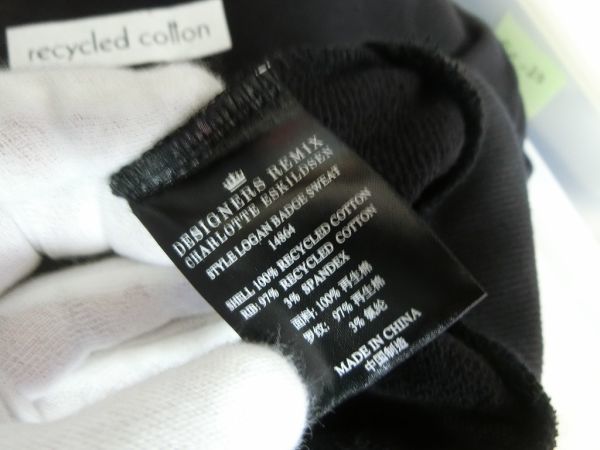 recycled cotton
DESIGNERS REMIX
CHARLOTTE ESKILDSEN
STYLE LOGAN BADGE SWEAT
14864
SHELL 100% RECYCLED COTTON
RIB: 97% RECYCLED COTTON
3% SPANDEX
面料: 100% 再生棉
罗纹: 97% 再生棉
3% 氨纶
MADE IN CHINA
中国制造